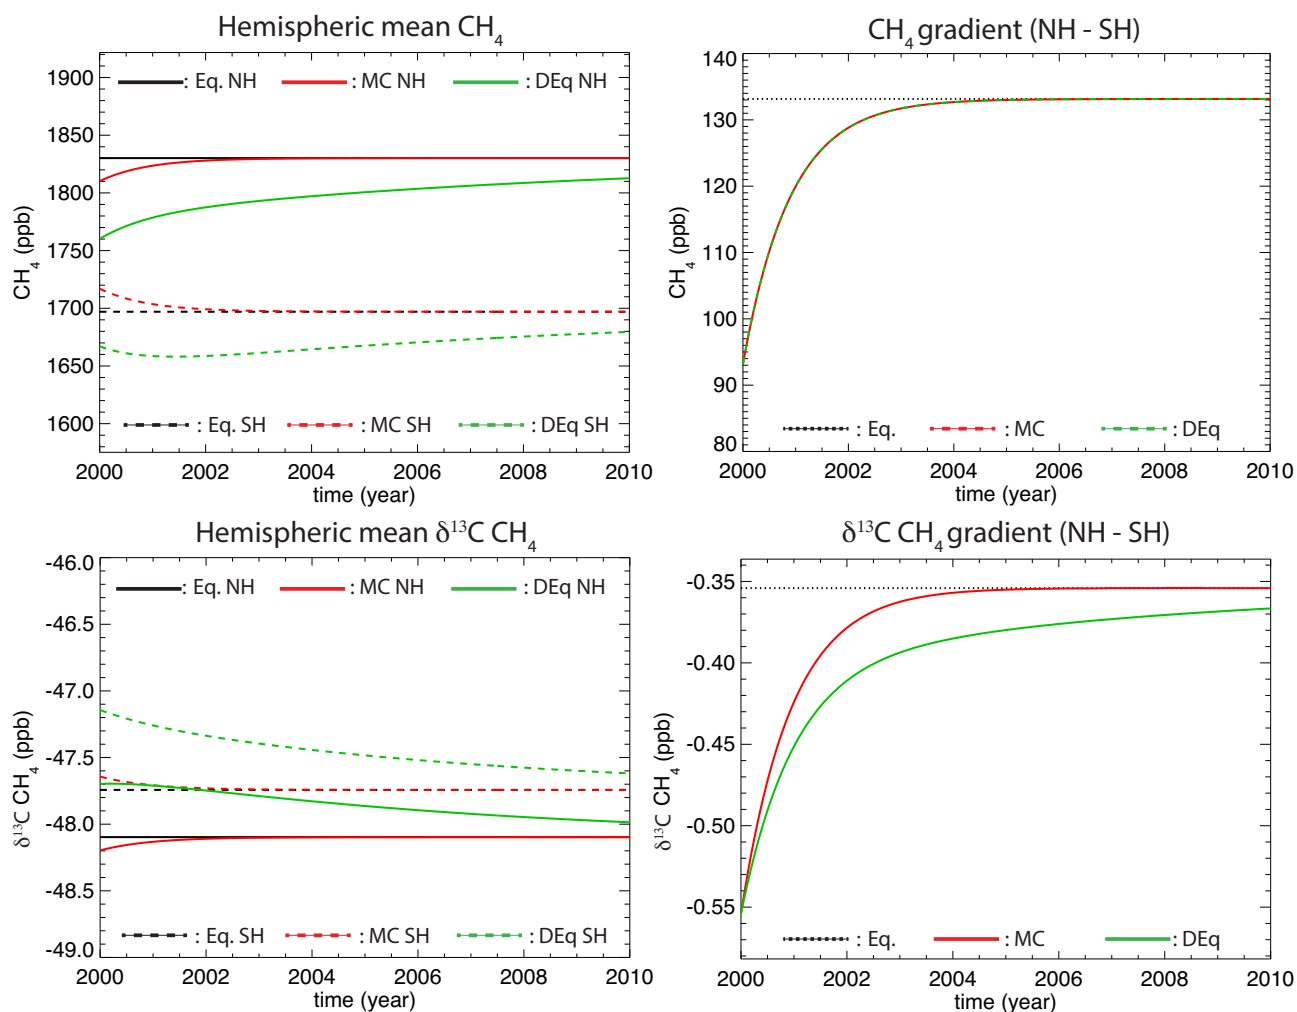 Hemispheric mean CH4
1900
1850
1800
1750
1700
1650
1600
CH4 (ppb)
: Eq. NH : MC NH : DEq NH
: Eq. SH : MC SH : DEq SH
2000 2002 2004 2006 2008 2010
time (year)
CH4 gradient (NH - SH)
140
130
120
110
100
90
80
CH4 (ppb)
: Eq. : MC : DEq
2000 2002 2004 2006 2008 2010
time (year)
Hemispheric mean δ¹³C CH4
-46.0
-46.5
-47.0
-47.5
-48.0
-48.5
-49.0
δ¹³C CH4 (ppb)
: Eq. NH : MC NH : DEq NH
: Eq. SH : MC SH : DEq SH
2000 2002 2004 2006 2008 2010
time (year)
δ¹³C CH4 gradient (NH - SH)
-0.35
-0.40
-0.45
-0.50
-0.55
δ¹³C CH4 (ppb)
: Eq. : MC : DEq
2000 2002 2004 2006 2008 2010
time (year)